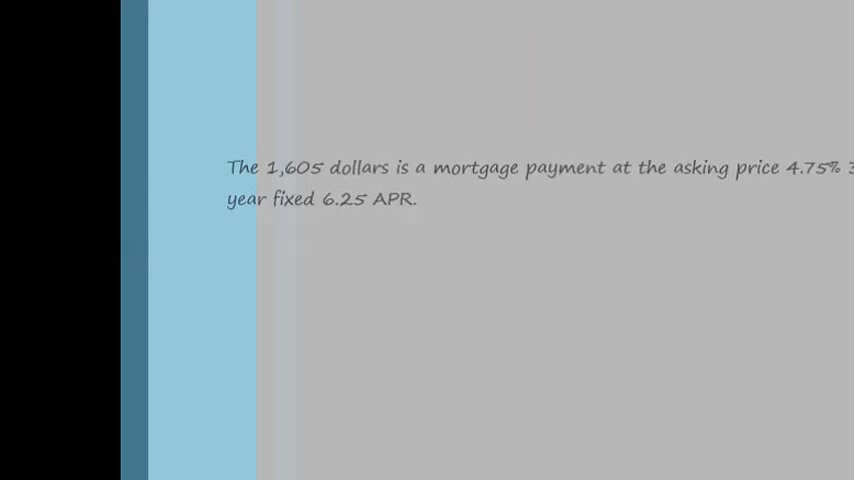 The 1,605 dollars is a mortgage payment at the asking price 4.75%
year fixed 6.25 APR.